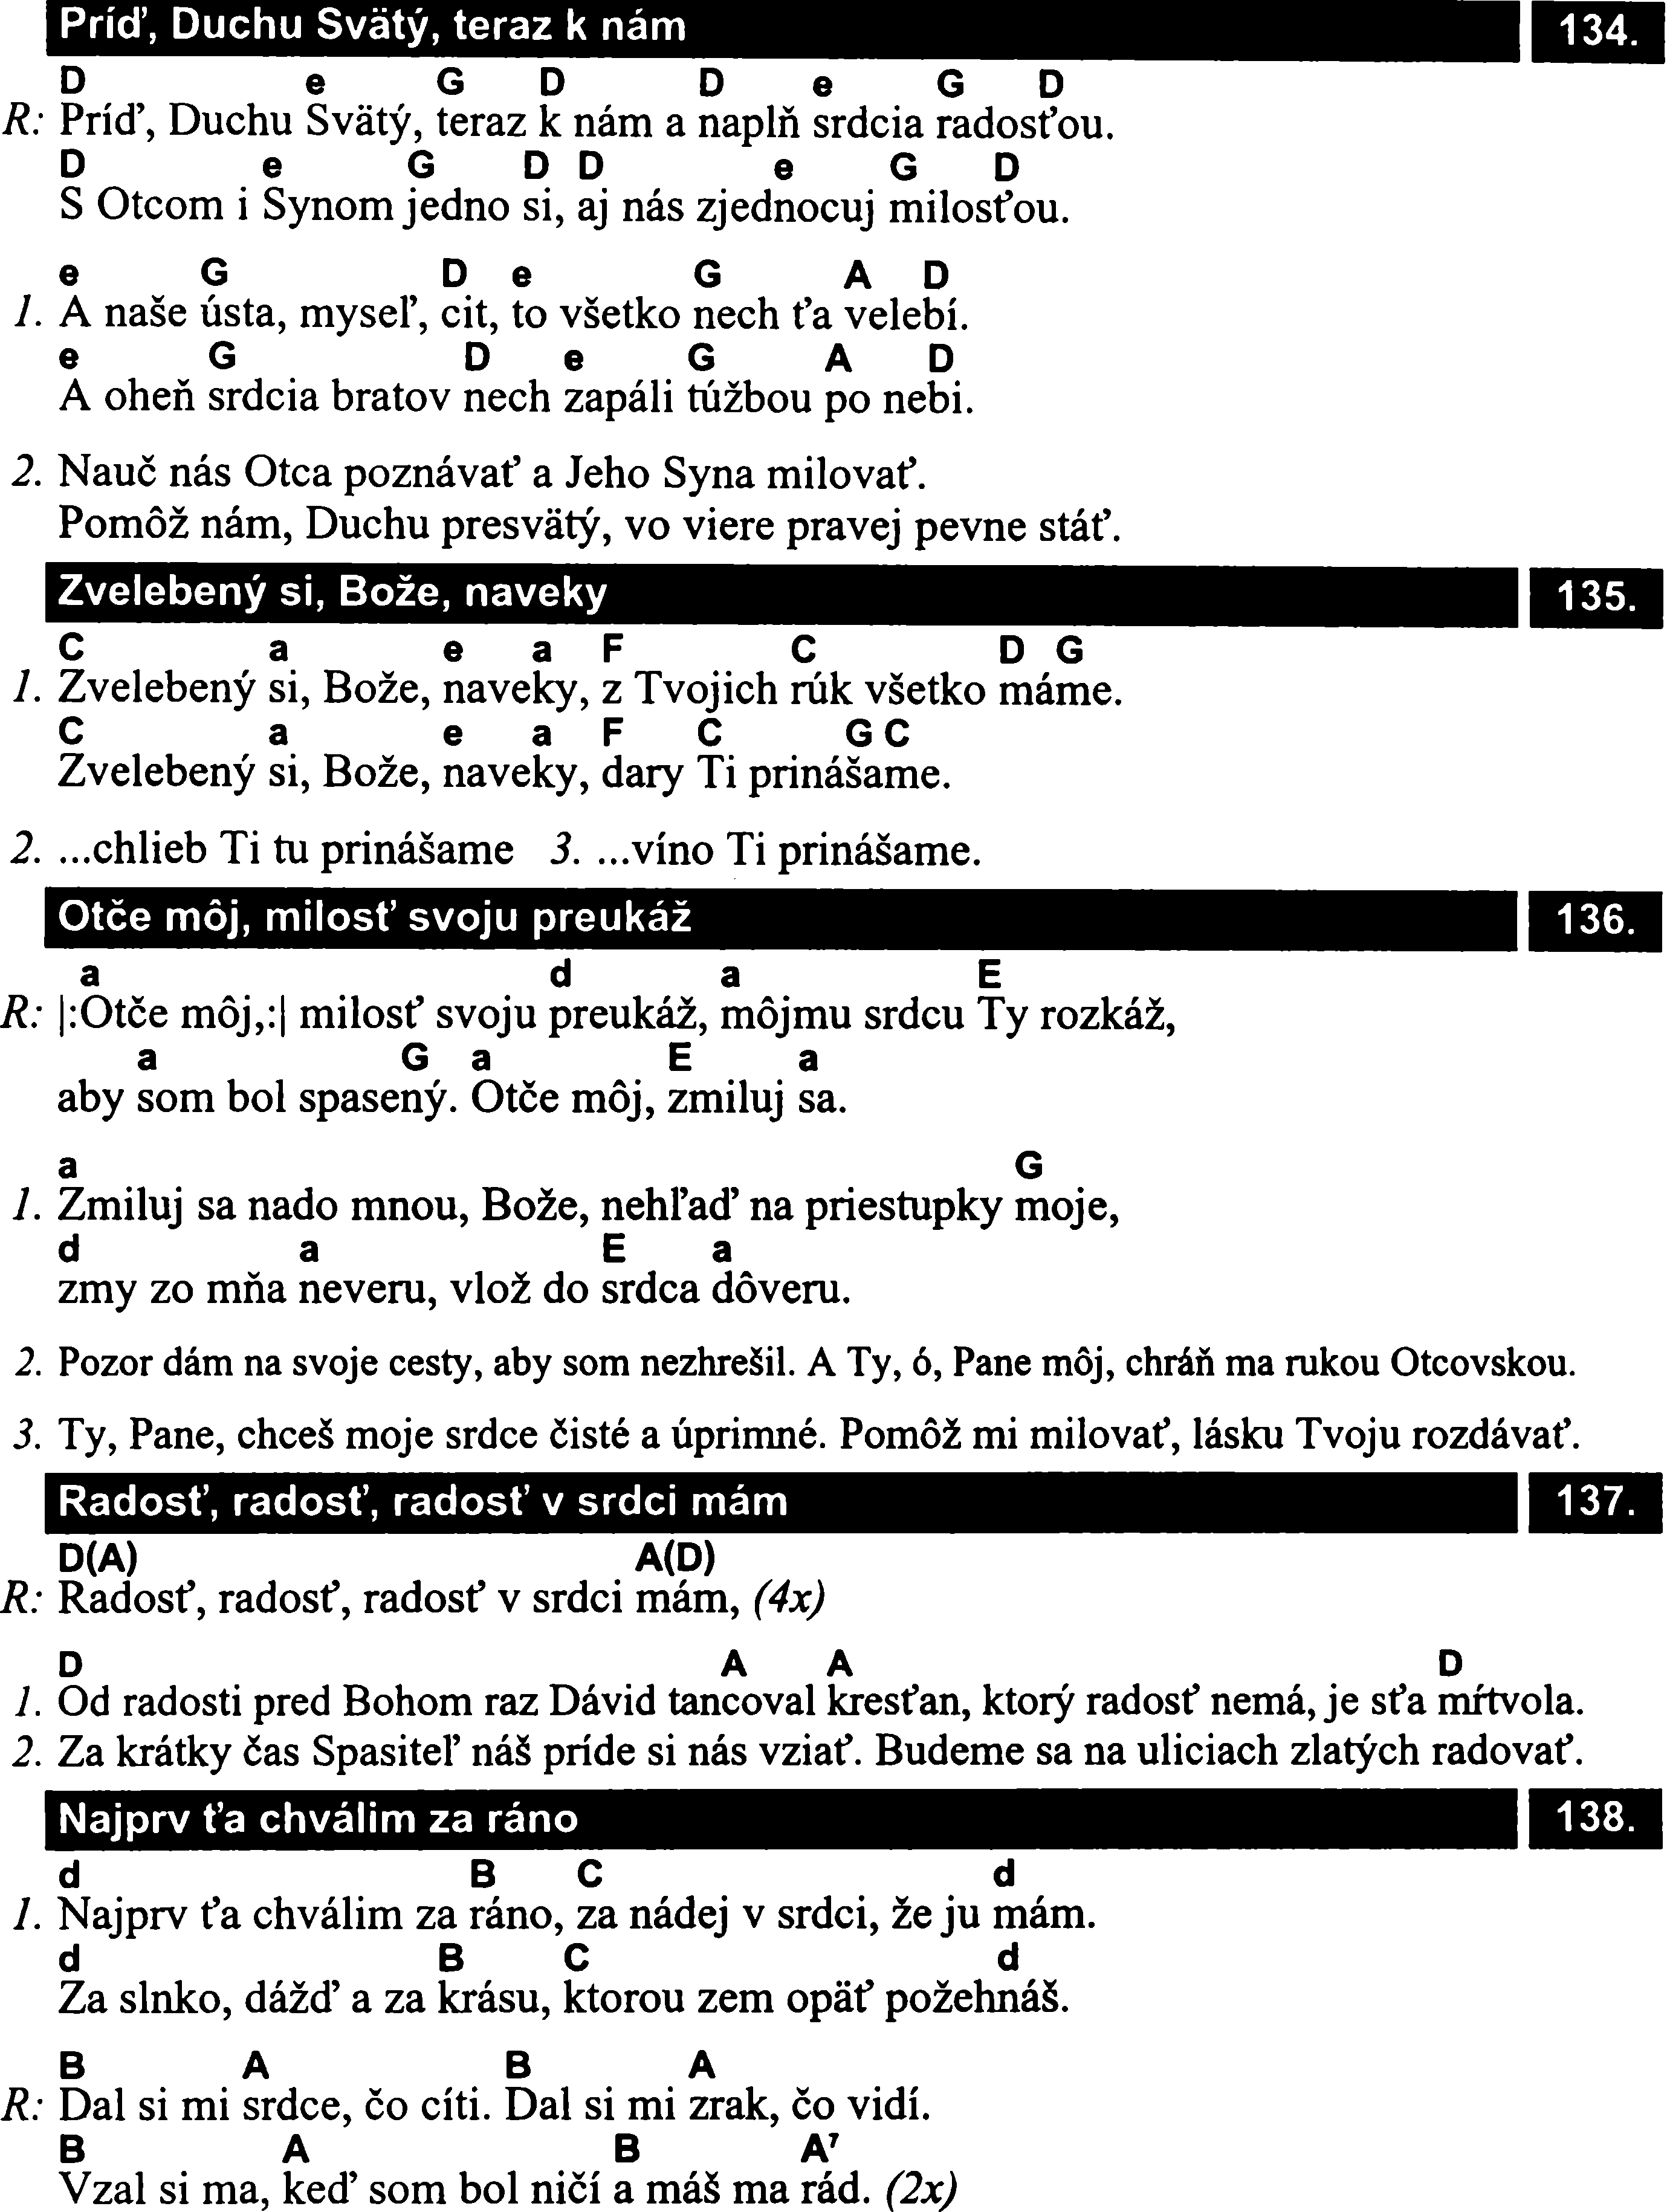 Príď, Duchu Svätý, teraz k nám 134.
D e G D D e G D
R: Príď, Duchu Svätý, teraz k nám a naplň srdcia radosťou.
D e G D D e G D
S Otcom i Synom jedno si, aj nás zjednocuj milosťou.
e G D e G A D
1. A naše ústa, myseľ, cit, to všetko nech ťa velebí.
e G D e G A D
A oheň srdcia bratov nech zapáli túžbou po nebi.
2. Nauč nás Otca poznávať a Jeho Syna milovať.
Pomôž nám, Duchu presvätý, vo viere pravej pevne stáť.
Zvelebený si, Bože, naveky 135.
C a e a F C D G
1. Zvelebený si, Bože, naveky, z Tvojich rúk všetko máme.
C a e a F C G C
Zvelebený si, Bože, naveky, dary Ti prinášame.
2. ...chlieb Ti tu prinášame 3. ...víno Ti prinášame.
Otče môj, milosť svoju preukáž 136.
a d a E
R: |:Otče môj,:| milosť svoju preukáž, môjmu srdcu Ty rozkáž,
a G a E a
aby som bol spasený. Otče môj, zmiluj sa.
a G
1. Zmiluj sa nado mnou, Bože, nehľaď na priestupky moje,
d a E a
zmy zo mňa neveru, vlož do srdca dôveru.
2. Pozor dám na svoje cesty, aby som nezhrešil. A Ty, ó, Pane môj, chráň ma rukou Otcovskou.
3. Ty, Pane, chceš moje srdce čisté a úprimné. Pomôž mi milovať, lásku Tvoju rozdávať.
Radosť, radosť, radosť v srdci mám 137.
D(A) A(D)
R: Radosť, radosť, radosť v srdci mám, (4x)
D A A D
1. Od radosti pred Bohom raz Dávid tancoval kresťan, ktorý radosť nemá, je sťa mŕtvola.
2. Za krátky čas Spasiteľ náš príde si nás vziať. Budeme sa na uliciach zlatých radovať.
Najprv ťa chválim za ráno 138.
d B C d
1. Najprv ťa chválim za ráno, za nádej v srdci, že ju mám.
d B C d
Za slnko, dážď a za krásu, ktorou zem opäť požehnáš.
B A B A
R: Dal si mi srdce, čo cíti. Dal si mi zrak, čo vidí.
B A B A⁷
Vzal si ma, keď som bol ničí a máš ma rád. (2x)